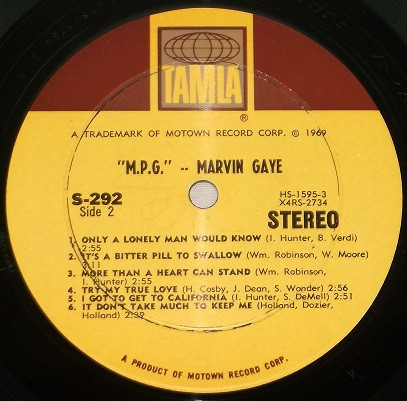 TAMLA
®
A TRADEMARK OF MOTOWN RECORD CORP. © 1969
"M.P.G." -- MARVIN GAYE
S-292
Side 2
HS-1595-3
X4RS-2734
STEREO
1. ONLY A LONELY MAN WOULD KNOW (I. Hunter, B. Verdi)
2:55
2. IT'S A BITTER PILL TO SWALLOW (Wm. Robinson, W. Moore)
3:11
3. MORE THAN A HEART CAN STAND (Wm. Robinson,
I. Hunter) 2:55
4. TRY MY TRUE LOVE (H. Cosby, J. Dean, S. Wonder) 2:56
5. I GOT TO GET TO CALIFORNIA (I. Hunter, S. DeMell) 2:51
6. IT DON'T TAKE MUCH TO KEEP ME (Holland, Dozier,
Holland) 2:39
A PRODUCT OF MOTOWN RECORD CORP.